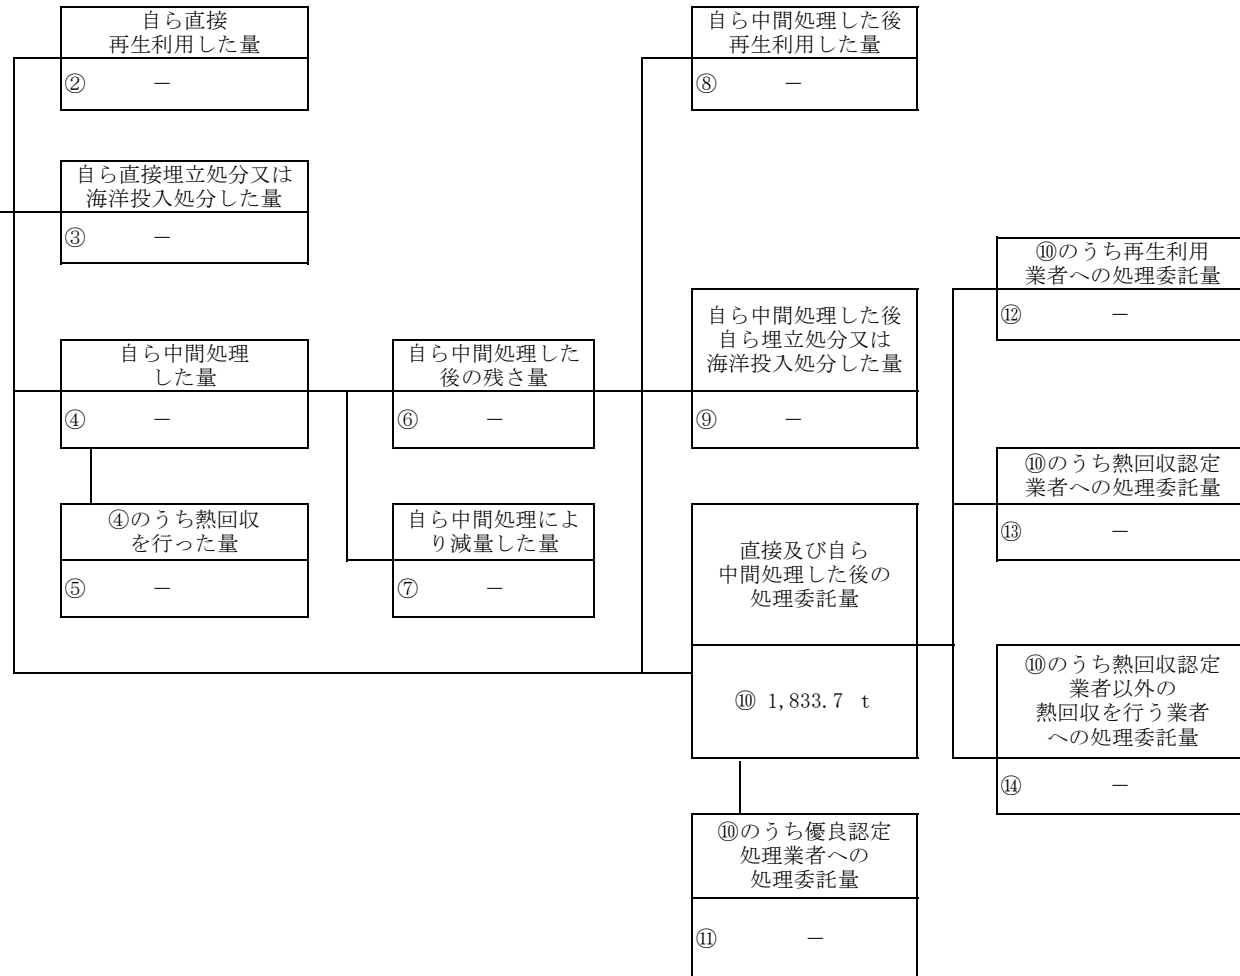 自ら直接
再生利用した量
② －
自ら直接埋立処分又は
海洋投入処分した量
③ －
自ら中間処理
した量
④ －
④のうち熱回収
を行った量
⑤ －
自ら中間処理した
後の残さ量
⑥ －
自ら中間処理によ
り減量した量
⑦ －
自ら中間処理した後
再生利用した量
⑧ －
自ら中間処理した後
自ら埋立処分又は
海洋投入処分した量
⑨ －
直接及び自ら
中間処理した後の
処理委託量
⑩ 1,833.7 t
⑩のうち優良認定
処理業者への
処理委託量
⑪ －
⑩のうち再生利用
業者への処理委託量
⑫ －
⑩のうち熱回収認定
業者への処理委託量
⑬ －
⑩のうち熱回収認定
業者以外の
熱回収を行う業者
への処理委託量
⑭ －